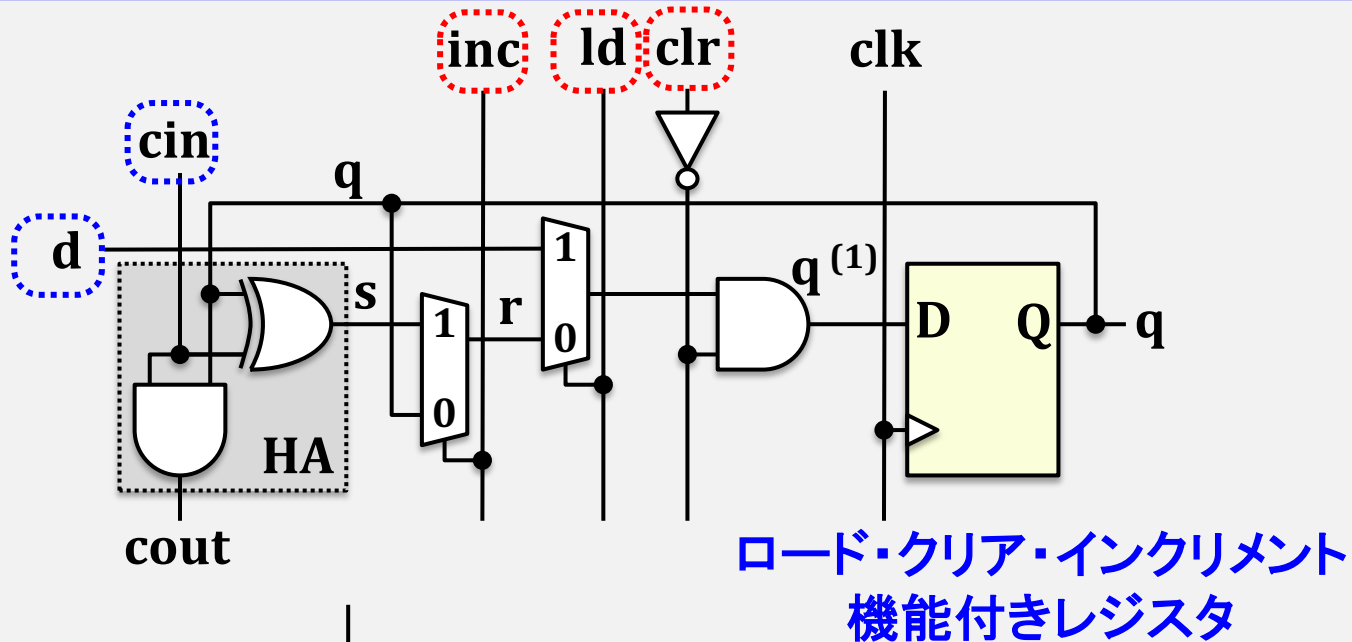 inc
ld
clr
clk
cin
q
d
s
1
0
r
1
0
q (1)
D
Q
q
HA
cout
ロード・クリア・インクリメント
機能付きレジスタ